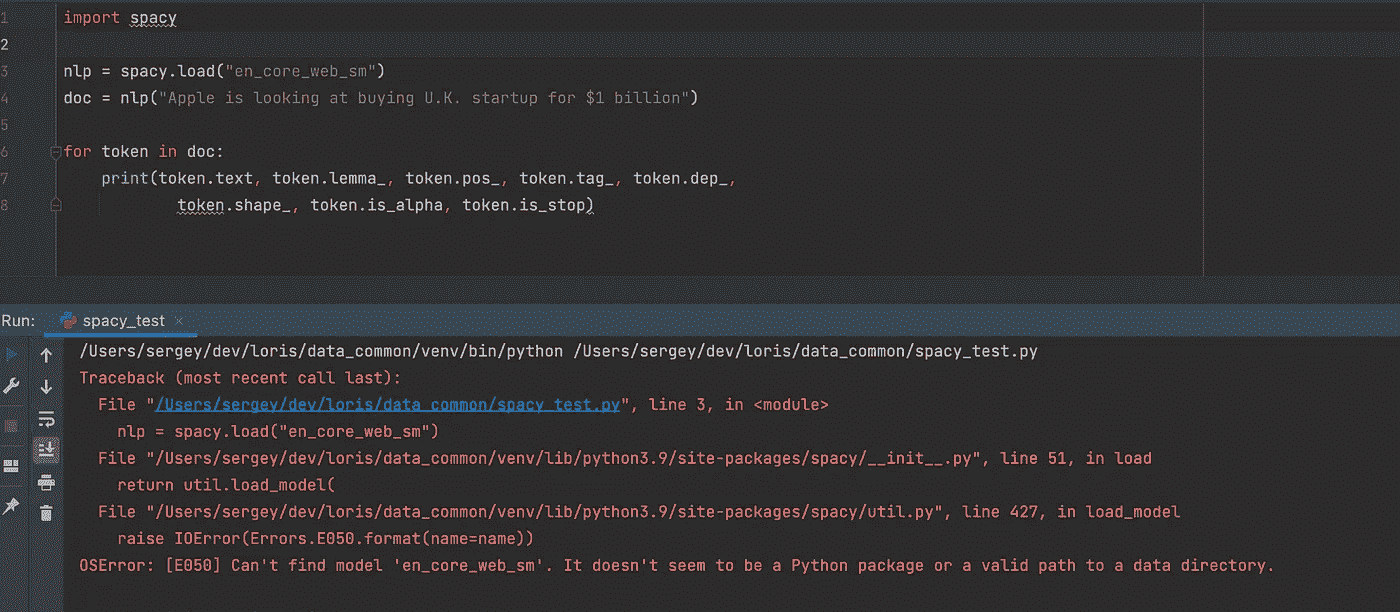 1 import spacy
2
3 nlp = spacy.load("en_core_web_sm")
4 doc = nlp("Apple is looking at buying U.K. startup for $1 billion")
5
6 for token in doc:
7     print(token.text, token.lemma_, token.pos_, token.tag_, token.dep_,
8             token.shape_, token.is_alpha, token.is_stop)
Run: spacy_test ×
/Users/sergey/dev/loris/data_common/venv/bin/python /Users/sergey/dev/loris/data_common/spacy_test.py
Traceback (most recent call last):
  File "/Users/sergey/dev/loris/data_common/spacy_test.py", line 3, in <module>
    nlp = spacy.load("en_core_web_sm")
  File "/Users/sergey/dev/loris/data_common/venv/lib/python3.9/site-packages/spacy/__init__.py", line 51, in load
    return util.load_model(
  File "/Users/sergey/dev/loris/data_common/venv/lib/python3.9/site-packages/spacy/util.py", line 427, in load_model
    raise IOError(Errors.E050.format(name=name))
OSError: [E050] Can't find model 'en_core_web_sm'. It doesn't seem to be a Python package or a valid path to a data directory.